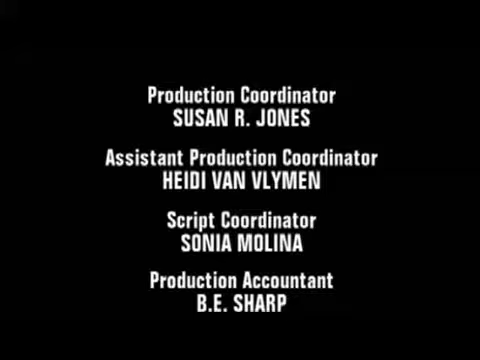 Production Coordinator
SUSAN R. JONES
Assistant Production Coordinator
HEIDI VAN VLYMEN
Script Coordinator
SONIA MOLINA
Production Accountant
B.E. SHARP